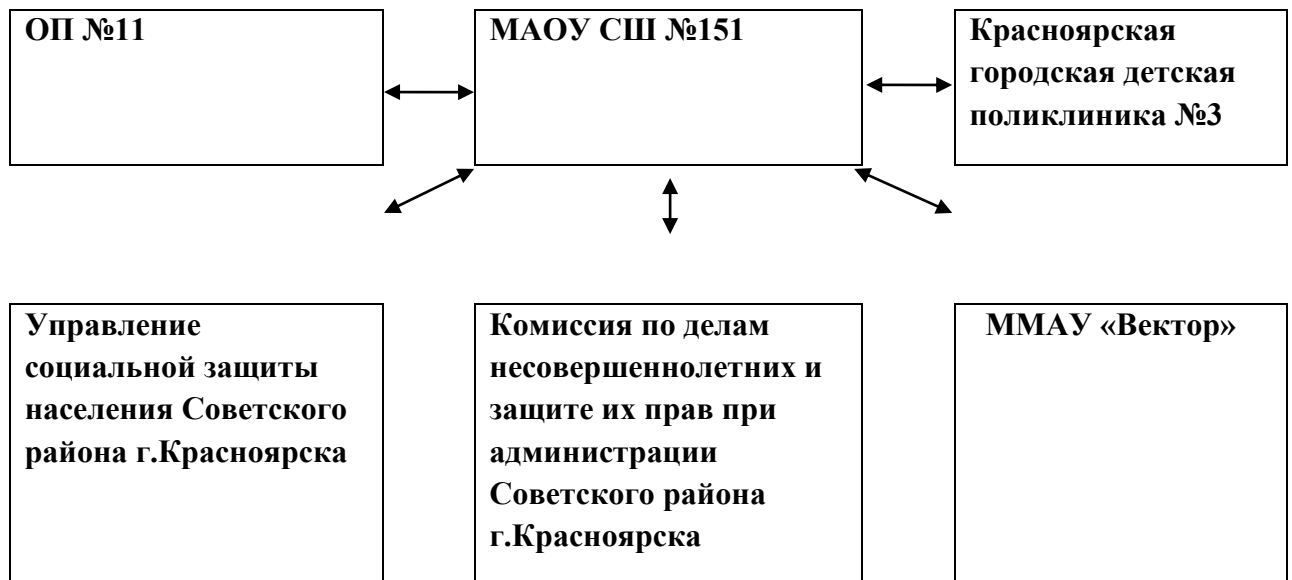 ОП №11
МАОУ СШ №151
Красноярская
городская детская
поликлиника №3
Управление
социальной защиты
населения Советского
района г.Красноярска
Комиссия по делам
несовершеннолетних и
защите их прав при
администрации
Советского района
г.Красноярска
ММАУ «Вектор»